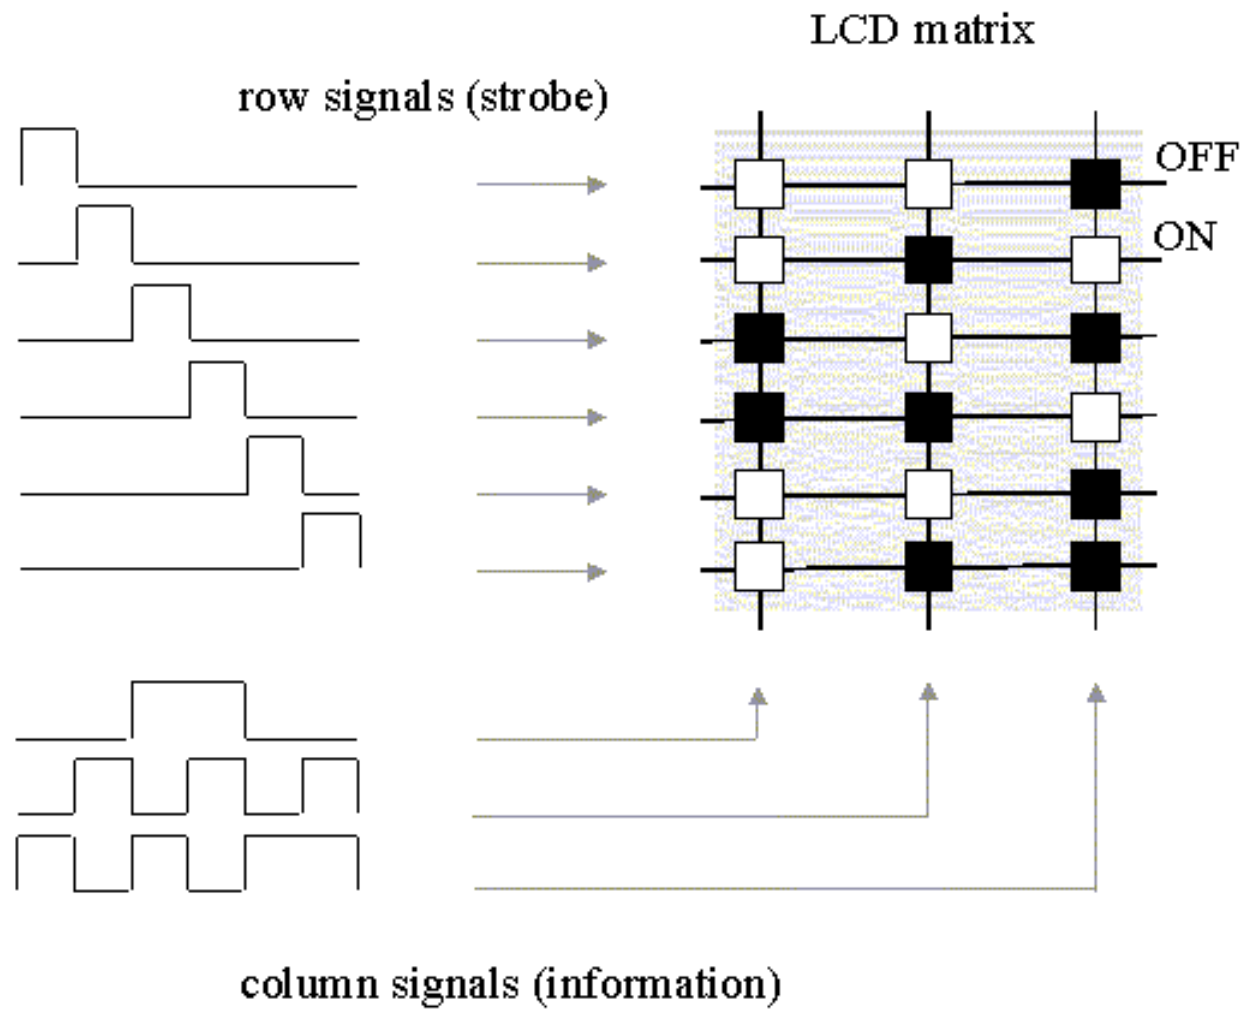 LCD matrix
row signals (strobe)
OFF
ON
column signals (information)